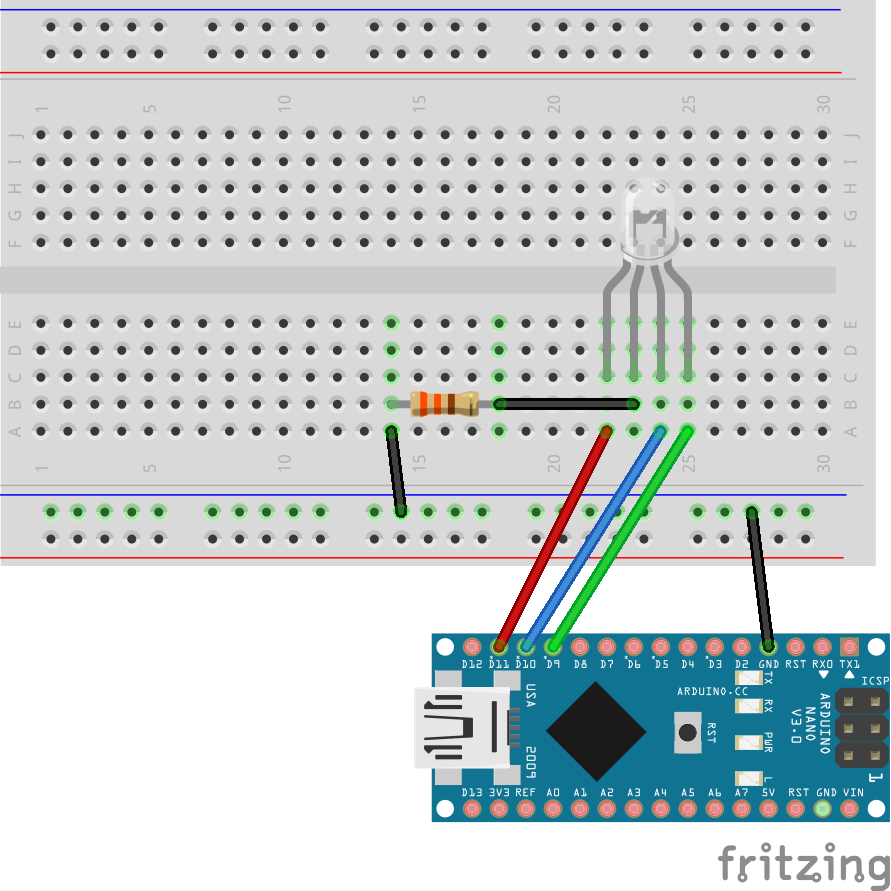 1 5 10 15 20 25 30
J J
I I
H H
G G
F F
E E
D D
C C
B B
A A
1 5 10 15 20 25 30
D12 D11 D10 D9 D8 D7 D6 D5 D4 D3 D2 GND RST RX0 TX1
TX
RX
PWR
L
USA
2009
ARDUINO.CC
RST
ARDUINO
NANO
V3.0
ICSP
1
D13 3V3 REF A0 A1 A2 A3 A4 A5 A6 A7 5V RST GND VIN
fritzing